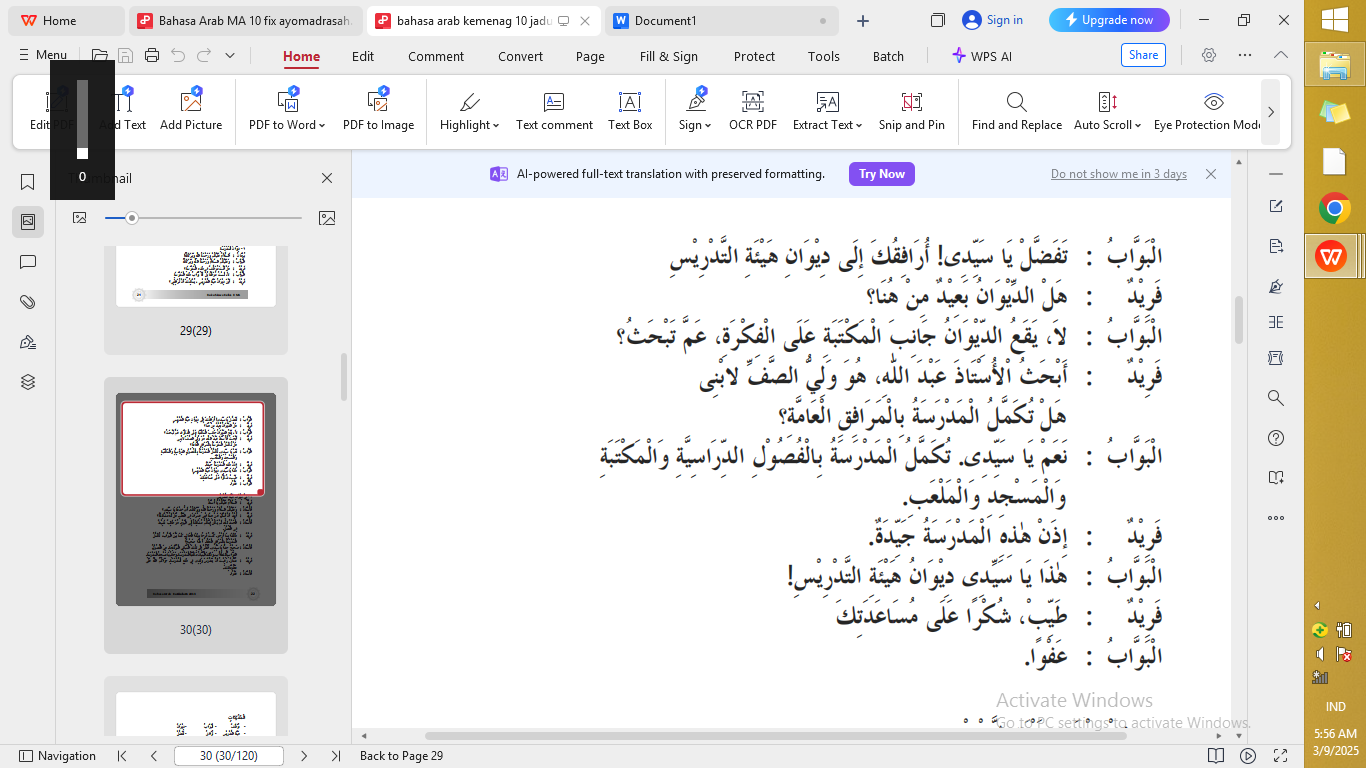 Home
Bahasa Arab MA 10 fix ayomadrasah.
bahasa arab kemenag 10 jadu
Document1
Sign in
Upgrade now
Menu
Home
Edit
Comment
Convert
Page
Fill & Sign
Protect
Tools
Batch
WPS AI
Share
Edit PDF
Add Text
Add Picture
PDF to Word
PDF to Image
Highlight
Text comment
Text Box
Sign
OCR PDF
Extract Text
Snip and Pin
Find and Replace
Auto Scroll
Eye Protection Mode
0
AI-powered full-text translation with preserved formatting.
Try Now
Do not show me in 3 days
29(29)
30(30)
الْبَوَّابُ : تَفَضَّلْ يَا سَيِّدِى! أُرَافِقُكَ إِلَى دِيْوَانِ هَيْئَةِ التَّدْرِيْسِ
فَرِيْدٌ : هَلْ الدِّيْوَانُ بَعِيْدٌ مِنْ هُنَا؟
الْبَوَّابُ : لاَ، يَقَعُ الدِّيْوَانُ جَانِبَ الْمَكْتَبَةِ عَلَى الْفِكْرَة، عَمَّ تَبْحَثُ؟
فَرِيْدٌ : أَبْحَثُ اْلأُسْتَاذَ عَبْدَ الله، هُوَ وَلِيُّ الصَّفِّ لابْنِى
هَلْ تُكَمَّلُ الْمَدْرَسَةُ بِالْمَرَافِقِ الْعَامَّةِ؟
الْبَوَّابُ : نَعَمْ يَا سَيِّدِى. تُكَمَّلُ الْمَدْرَسَةُ بِالْفُصُوْلِ الدِّرَاسِيَّةِ وَالْمَكْتَبَةِ
وَالْمَسْجِدِ وَالْمَلْعَبِ.
فَرِيْدٌ : إِذَنْ هٰذِهِ الْمَدْرَسَةُ جَيِّدَةٌ.
الْبَوَّابُ : هٰذَا يَا سَيِّدِى دِيْوَانُ هَيْئَةِ التَّدْرِيْسِ!
فَرِيْدٌ : طَيِّبْ، شُكْرًا عَلَى مُسَاعَدَتِكَ
الْبَوَّابُ : عَفْوًا.
Activate Windows
Go to PC settings to activate Windows.
Navigation
30 (30/120)
Back to Page 29
IND
5:56 AM
3/9/2025